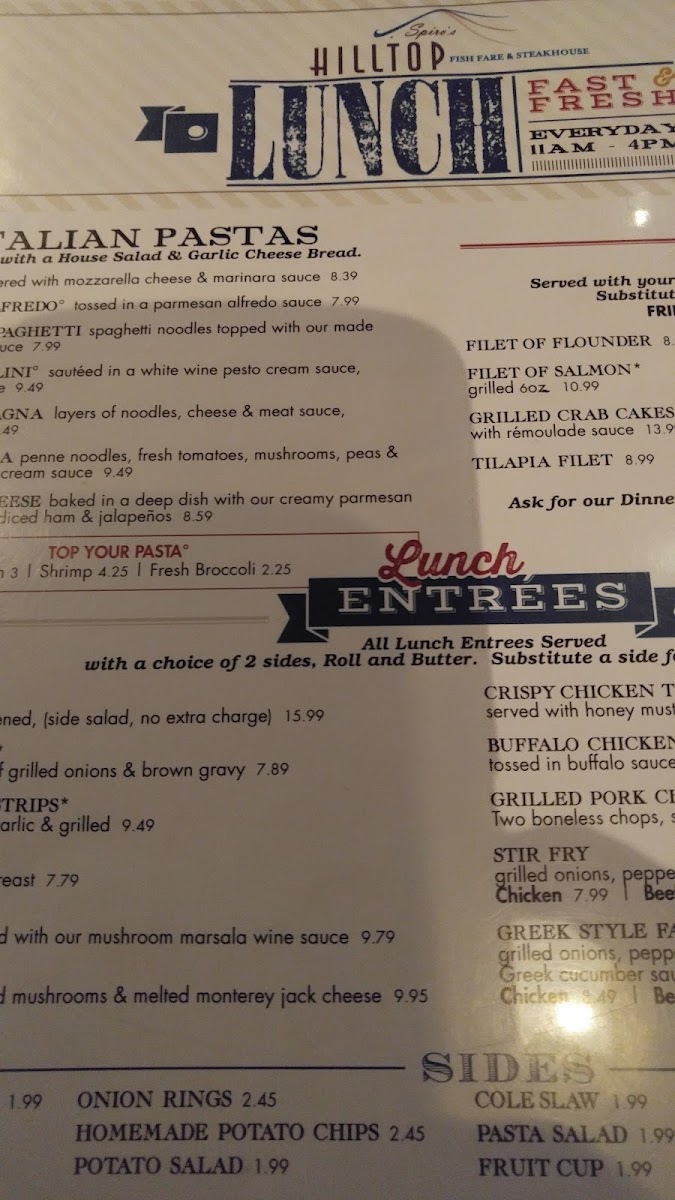 Spiro's
HILLTOP FISH FARE & STEAKHOUSE
LUNCH
FAST &
FRESH
EVERYDAY
11AM - 4PM
ITALIAN PASTAS
with a House Salad & Garlic Cheese Bread.
ered with mozzarella cheese & marinara sauce 8.39
FREDO° tossed in a parmesan alfredo sauce 7.99
PAGHETTI spaghetti noodles topped with our made
uce 7.99
LINI° sautéed in a white wine pesto cream sauce,
e 9.49
AGNA layers of noodles, cheese & meat sauce,
.49
A penne noodles, fresh tomatoes, mushrooms, peas &
cream sauce 9.49
EESE baked in a deep dish with our creamy parmesan
diced ham & jalapeños 8.59
TOP YOUR PASTA°
n 3 | Shrimp 4.25 | Fresh Broccoli 2.25
Served with your
Substitut
FRI
FILET OF FLOUNDER 8.
FILET OF SALMON*
grilled 6oz 10.99
GRILLED CRAB CAKES
with rémoulade sauce 13.9
TILAPIA FILET 8.99
Ask for our Dinne
Lunch
ENTRÉES
All Lunch Entrees Served
with a choice of 2 sides, Roll and Butter. Substitute a side fo
ened, (side salad, no extra charge) 15.99
f grilled onions & brown gravy 7.89
STRIPS*
arlic & grilled 9.49
reast 7.79
d with our mushroom marsala wine sauce 9.79
d mushrooms & melted monterey jack cheese 9.95
CRISPY CHICKEN T
served with honey must
BUFFALO CHICKEN
tossed in buffalo sauce
GRILLED PORK CH
Two boneless chops, s
STIR FRY
grilled onions, peppe
Chicken 7.99 | Bee
GREEK STYLE FA
grilled onions, pepp
Greek cucumber sau
Chicken 8.49 | Be
SIDES
1.99
ONION RINGS 2.45
HOMEMADE POTATO CHIPS 2.45
POTATO SALAD 1.99
COLE SLAW 1.99
PASTA SALAD 1.99
FRUIT CUP 1.99